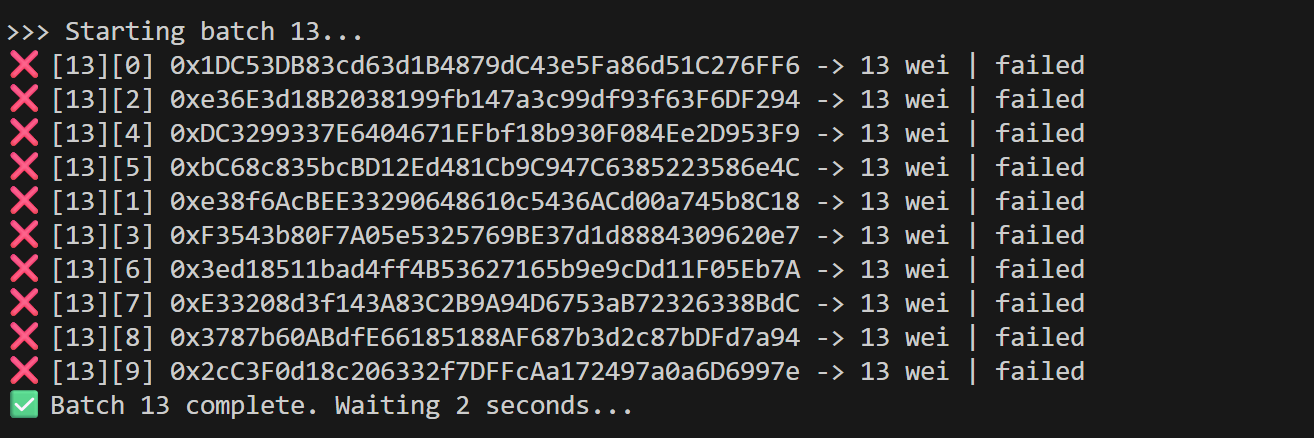 >>> Starting batch 13...
❌ [13][0] 0x1DC53DB83cd63d1B4879dC43e5Fa86d51C276FF6 -> 13 wei | failed
❌ [13][2] 0xe36E3d18B2038199fb147a3c99df93f63F6DF294 -> 13 wei | failed
❌ [13][4] 0xDC3299337E6404671EFbf18b930F084Ee2D953F9 -> 13 wei | failed
❌ [13][5] 0xbC68c835bcBD12Ed481Cb9C947C6385223586e4C -> 13 wei | failed
❌ [13][1] 0xe38f6AcBEE33290648610c5436ACd00a745b8C18 -> 13 wei | failed
❌ [13][3] 0xF3543b80F7A05e5325769BE37d1d8884309620e7 -> 13 wei | failed
❌ [13][6] 0x3ed18511bad4ff4B53627165b9e9cDd11F05Eb7A -> 13 wei | failed
❌ [13][7] 0xE33208d3f143A83C2B9A94D6753aB72326338BdC -> 13 wei | failed
❌ [13][8] 0x3787b60ABdfE66185188AF687b3d2c87bDFd7a94 -> 13 wei | failed
❌ [13][9] 0x2cC3F0d18c206332f7DFFcAa172497a0a6D6997e -> 13 wei | failed
✅ Batch 13 complete. Waiting 2 seconds...